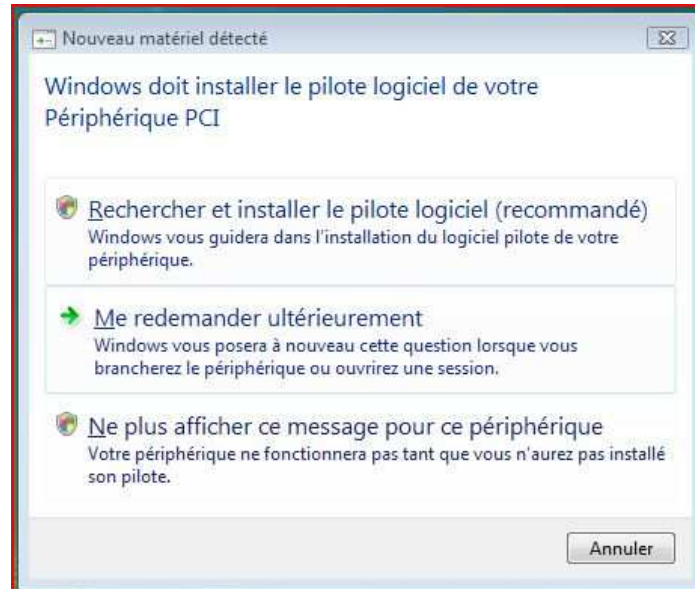 Nouveau matériel détecté
Windows doit installer le pilote logiciel de votre
Périphérique PCI
Rechercher et installer le pilote logiciel (recommandé)
Windows vous guidera dans l'installation du logiciel pilote de votre
périphérique.
Me redemander ultérieurement
Windows vous posera à nouveau cette question lorsque vous
brancherez le périphérique ou ouvrirez une session.
Ne plus afficher ce message pour ce périphérique
Votre périphérique ne fonctionnera pas tant que vous n'aurez pas installé
son pilote.
Annuler